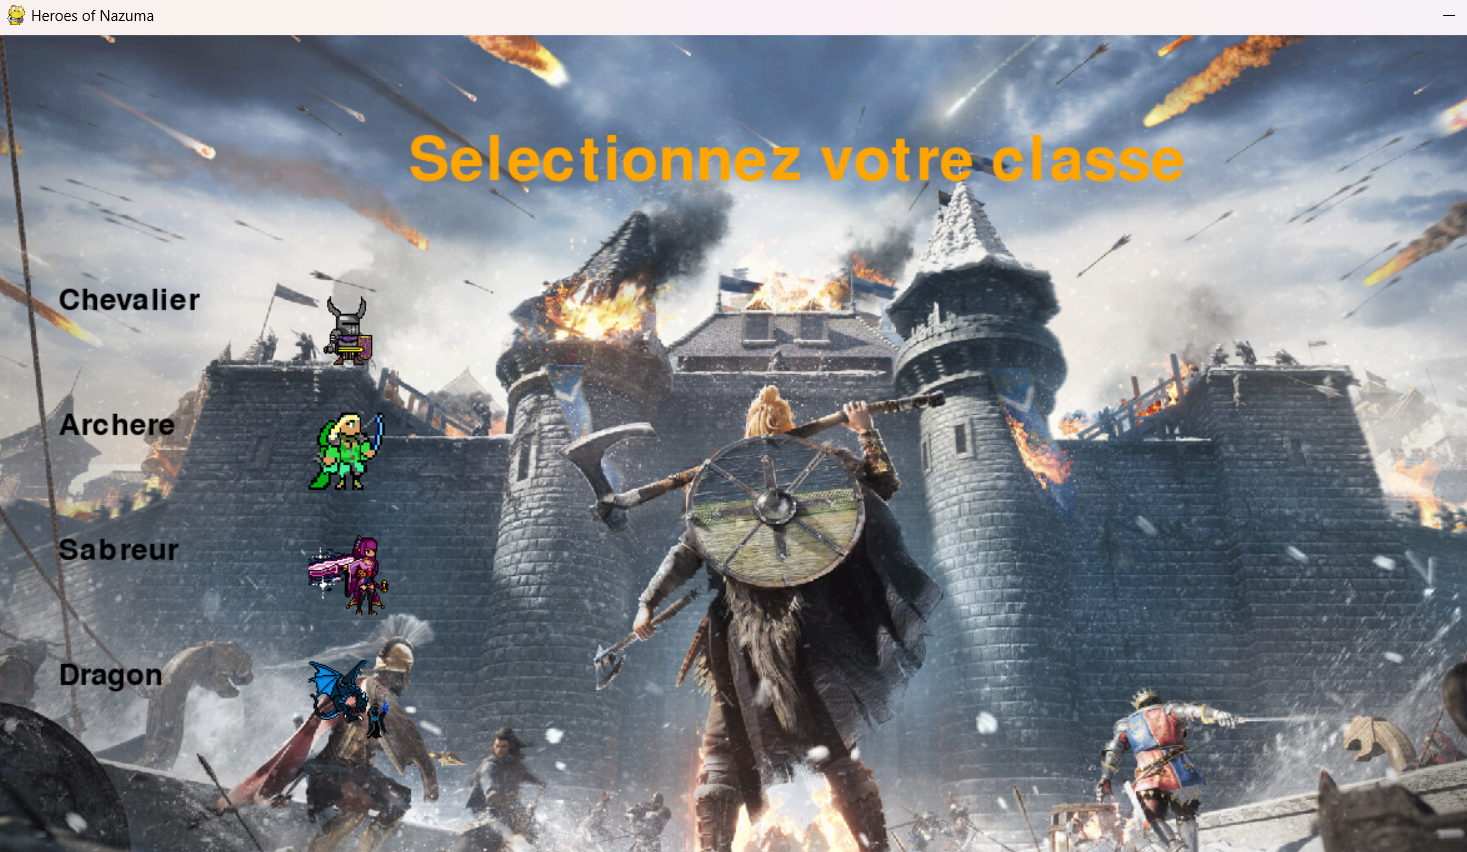 Heroes of Nazuma
Selectionnez votre classe
Chevalier
Archere
Sabreur
Dragon